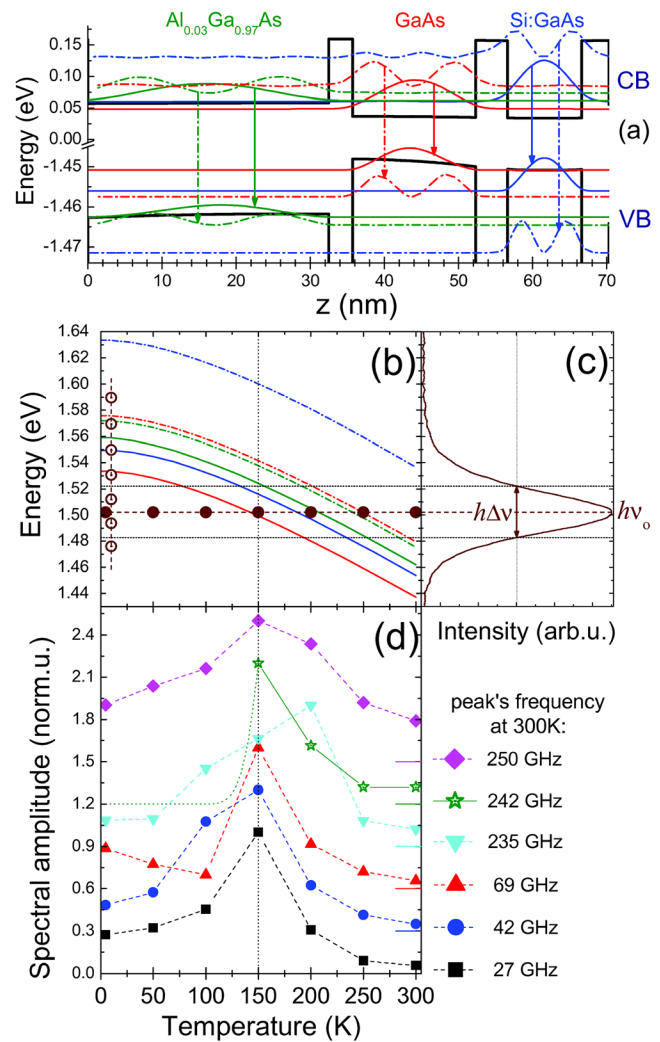 Al0.03Ga0.97As
GaAs
Si:GaAs
0.15
0.10
0.05
0.00
-1.45
-1.46
-1.47
Energy (eV)
CB
(a)
VB
0
10
20
30
40
50
60
70
z (nm)
1.64
1.62
1.60
1.58
1.56
1.54
1.52
1.50
1.48
1.46
1.44
Energy (eV)
(b)
(c)
hΔν
hνo
2.4
2.1
1.8
1.5
1.2
0.9
0.6
0.3
0.0
Spectral amplitude (norm.u.)
(d)
Intensity (arb.u.)
peak's frequency
at 300K:
250 GHz
242 GHz
235 GHz
69 GHz
42 GHz
27 GHz
0
50
100
150
200
250
300
Temperature (K)